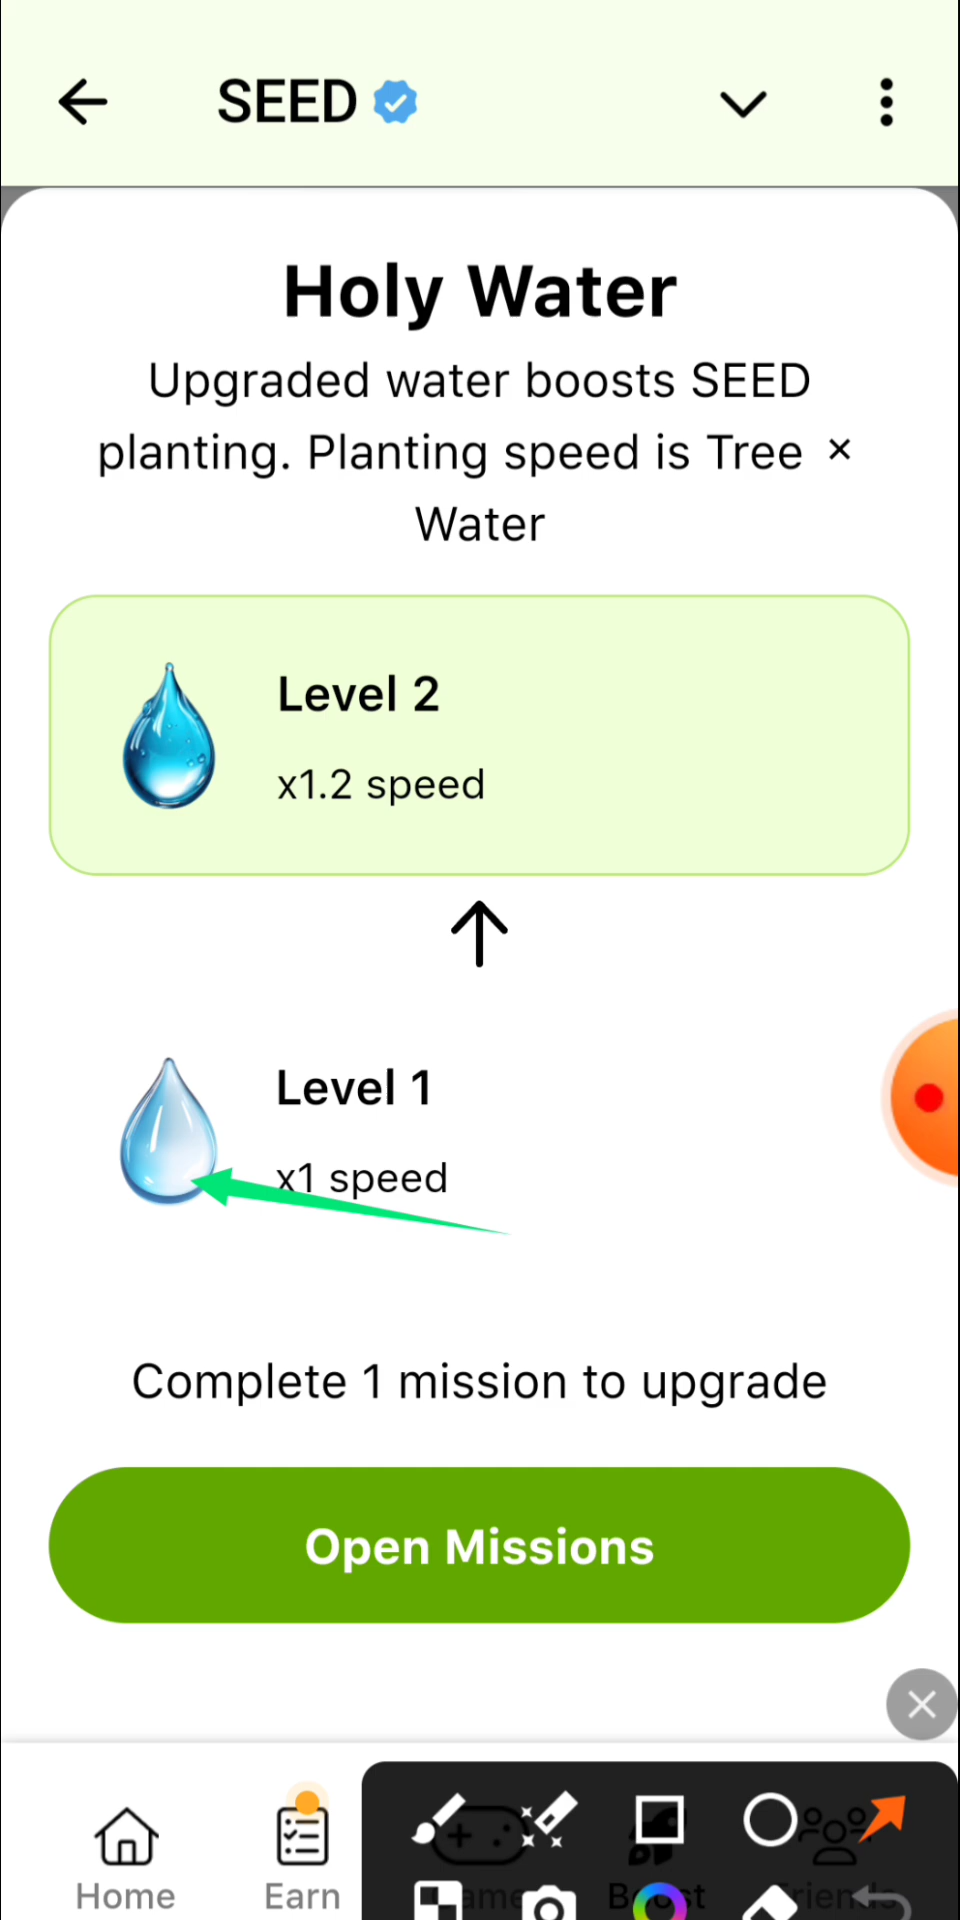 SEED
Holy Water
Upgraded water boosts SEED
planting. Planting speed is Tree ×
Water
Level 2
x1.2 speed
Level 1
x1 speed
Complete 1 mission to upgrade
Open Missions
Home
Earn